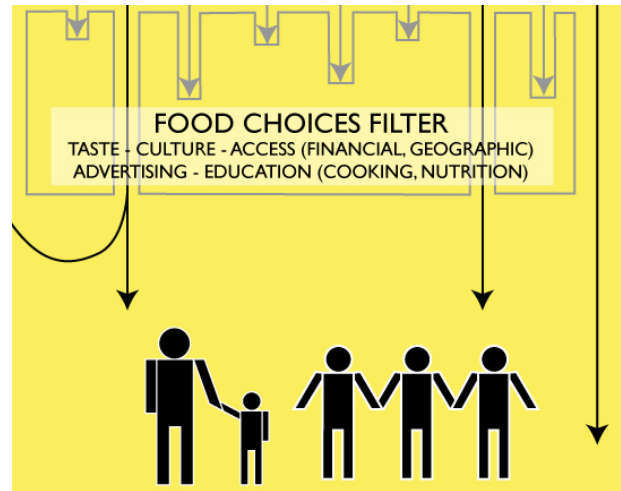 FOOD CHOICES FILTER
TASTE - CULTURE - ACCESS (FINANCIAL, GEOGRAPHIC)
ADVERTISING - EDUCATION (COOKING, NUTRITION)